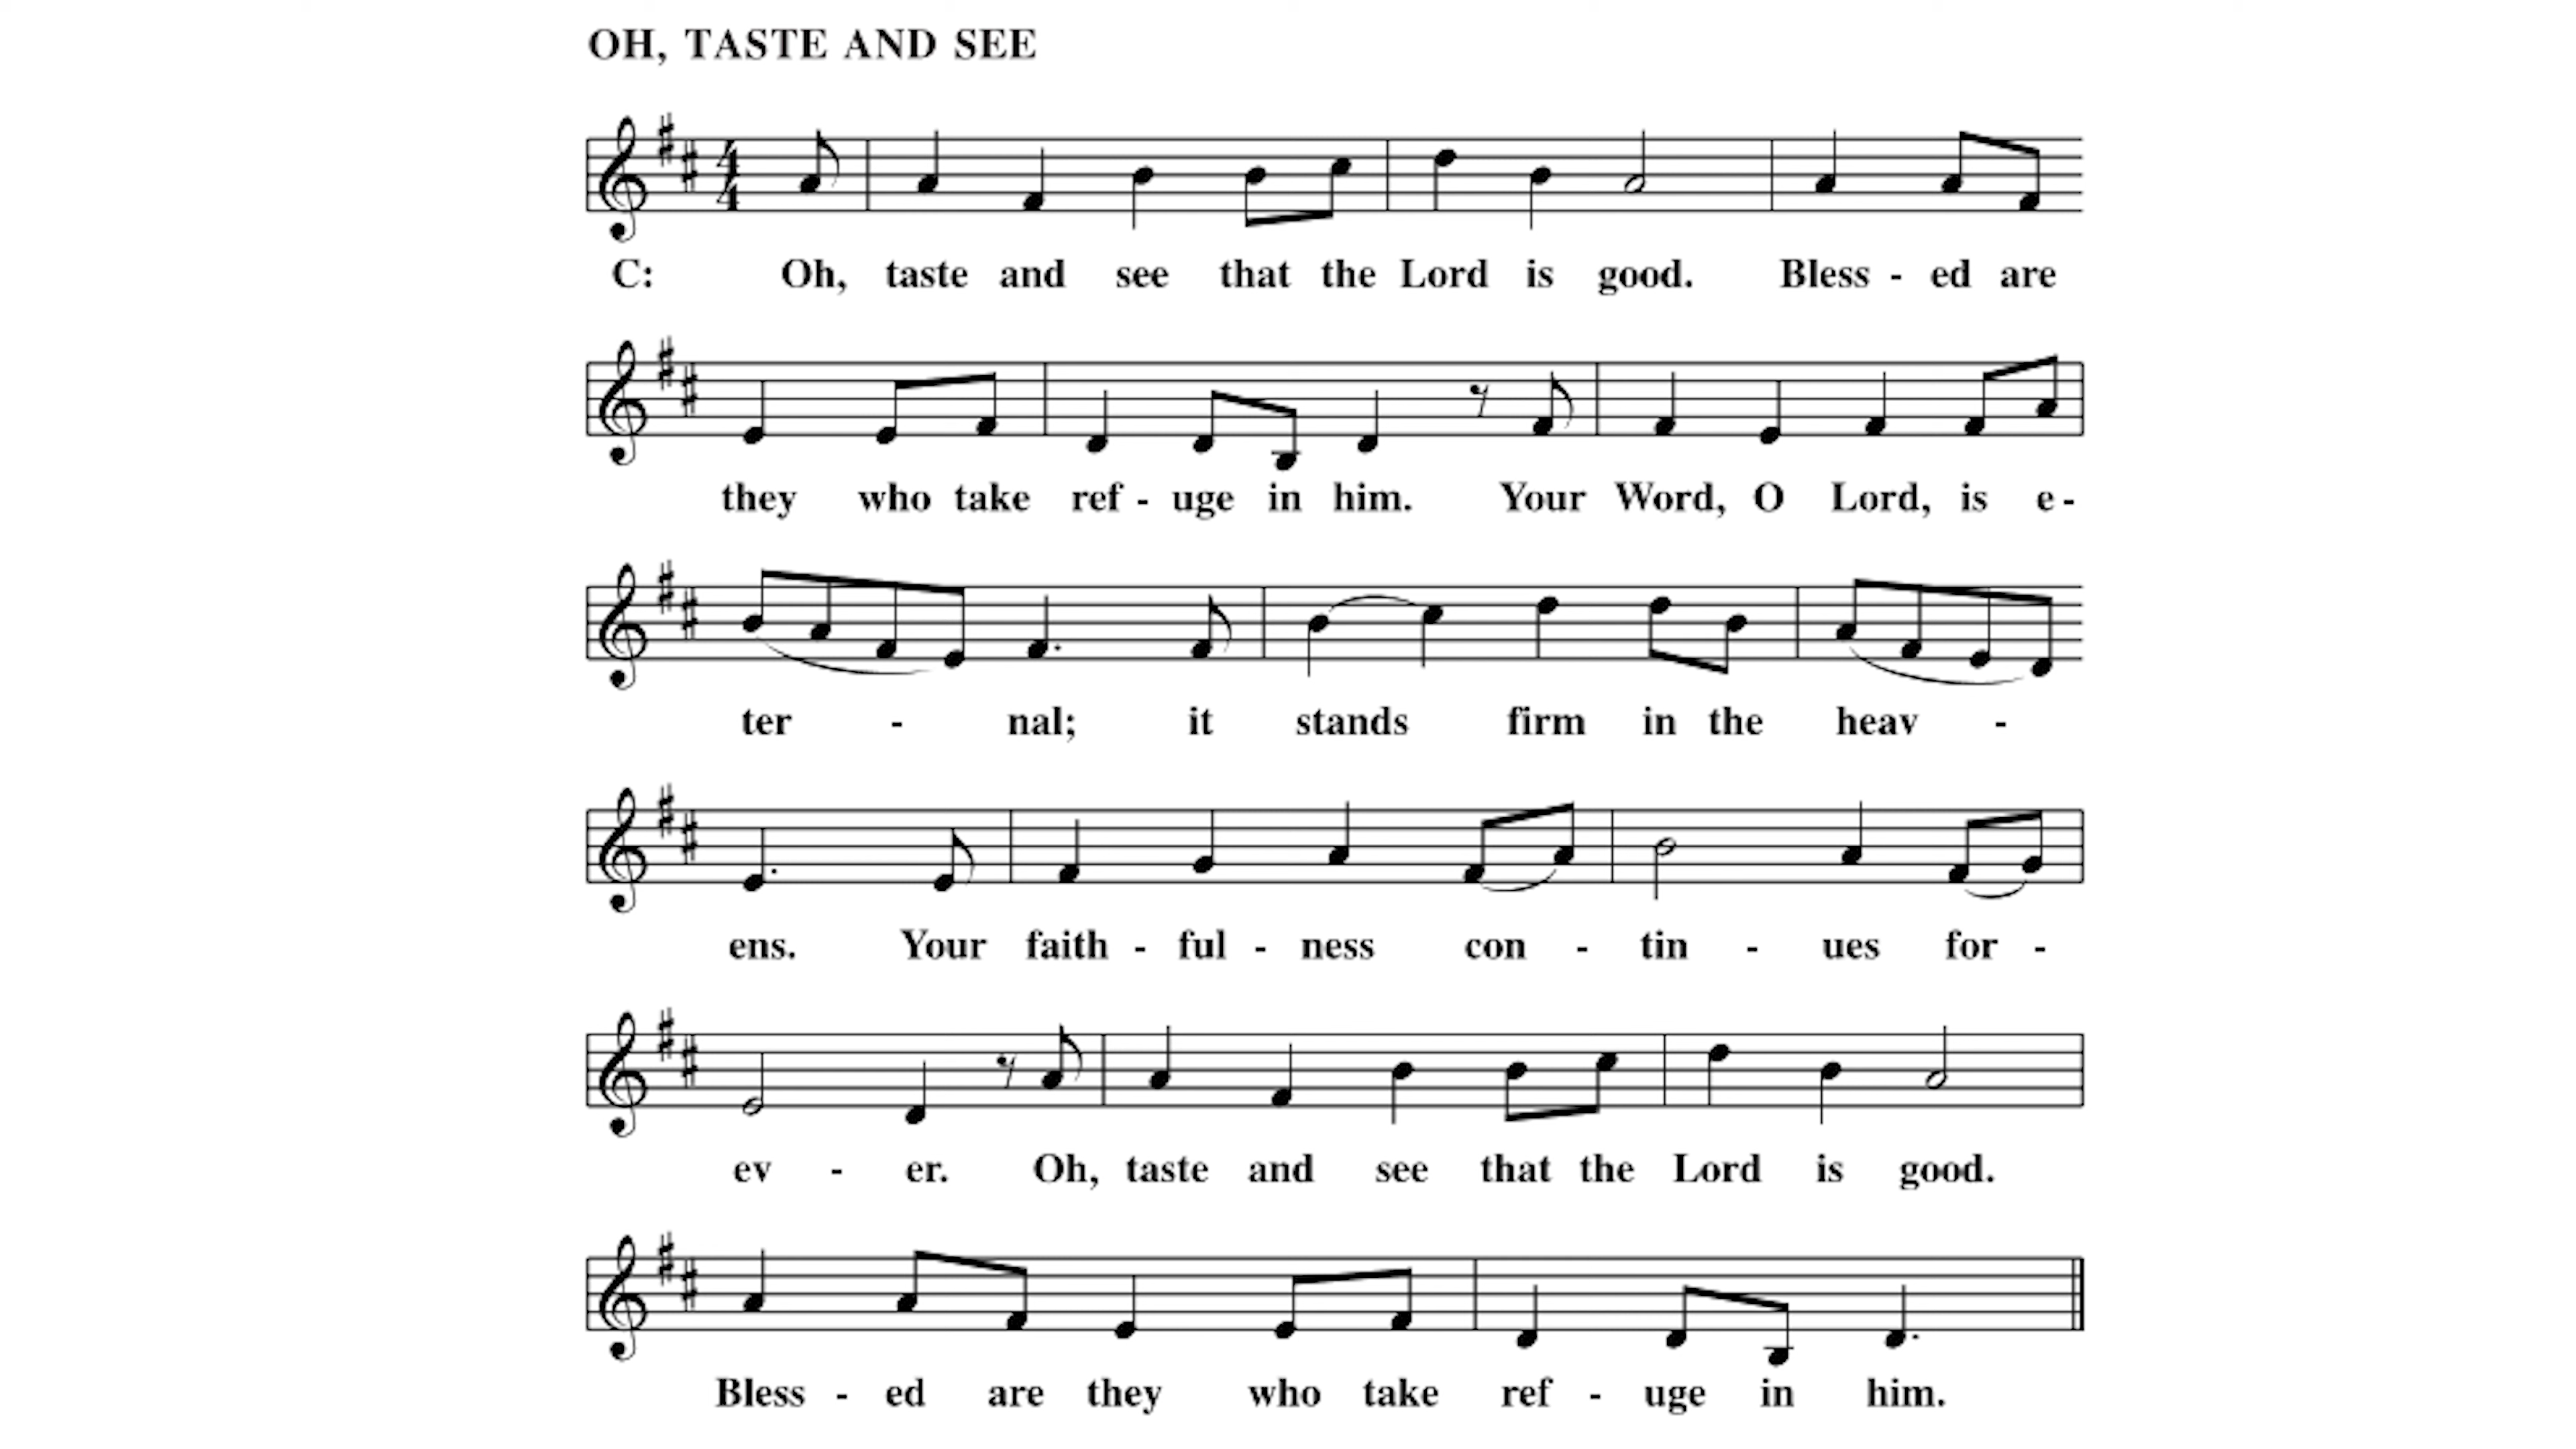 OH, TASTE AND SEE
4
4
C: Oh, taste and see that the Lord is good. Bless - ed are
they who take ref - uge in him. Your Word, O Lord, is e -
ter - nal; it stands firm in the heav -
ens. Your faith - ful - ness con - tin - ues for -
ev - er. Oh, taste and see that the Lord is good.
Bless - ed are they who take ref - uge in him.